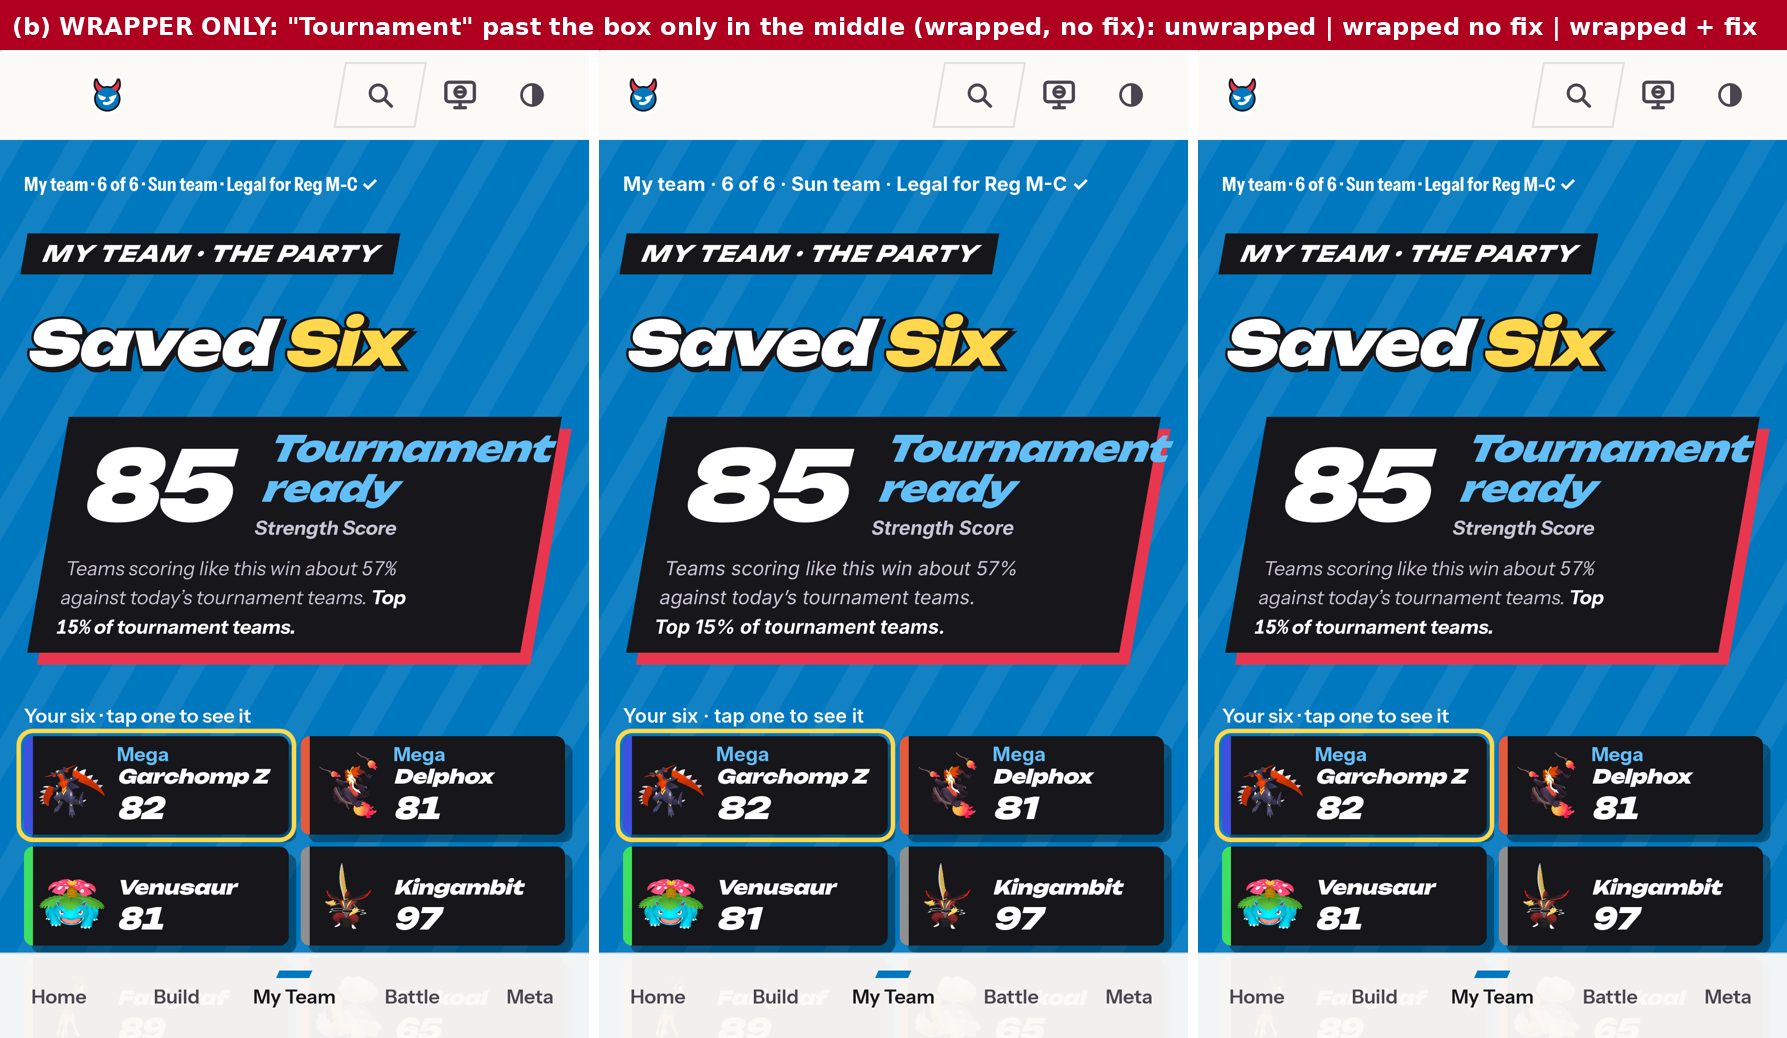 (b) WRAPPER ONLY: "Tournament" past the box only in the middle (wrapped, no fix): unwrapped | wrapped no fix | wrapped + fix
My team · 6 of 6 · Sun team · Legal for Reg M-C ✓
MY TEAM · THE PARTY
Saved Six
85
Tournament
ready
Strength Score
Teams scoring like this win about 57%
against today’s tournament teams. Top
15% of tournament teams.
Your six · tap one to see it
Mega
Garchomp Z
82
Mega
Delphox
81
Venusaur
81
Kingambit
97
89
65
Home Build My Team Battle Meta
My team · 6 of 6 · Sun team · Legal for Reg M-C ✓
MY TEAM · THE PARTY
Saved Six
85
Tournament
ready
Strength Score
Teams scoring like this win about 57%
against today’s tournament teams.
Top 15% of tournament teams.
Your six · tap one to see it
Mega
Garchomp Z
82
Mega
Delphox
81
Venusaur
81
Kingambit
97
89
65
Home Build My Team Battle Meta
My team · 6 of 6 · Sun team · Legal for Reg M-C ✓
MY TEAM · THE PARTY
Saved Six
85
Tournament
ready
Strength Score
Teams scoring like this win about 57%
against today’s tournament teams. Top
15% of tournament teams.
Your six · tap one to see it
Mega
Garchomp Z
82
Mega
Delphox
81
Venusaur
81
Kingambit
97
89
65
Home Build My Team Battle Meta